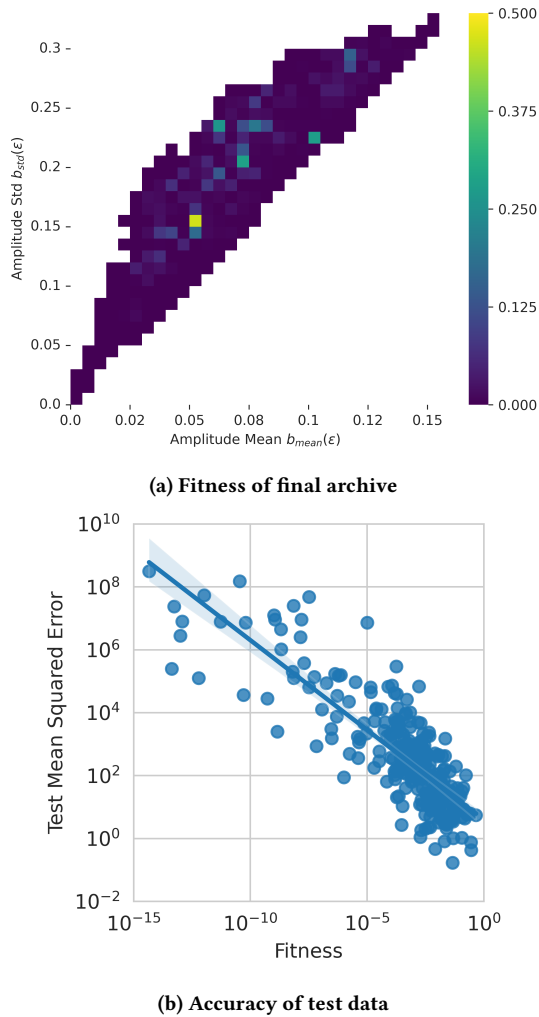 0.500
0.375
0.250
0.125
0.000
0.3
0.25
0.2
0.15
0.1
0.05
0.0
Amplitude Std b_std(ε)
0.0 0.02 0.05 0.08 0.1 0.12 0.15
Amplitude Mean b_mean(ε)
(a) Fitness of final archive
10^10
10^8
10^6
10^4
10^2
10^0
10^−2
Test Mean Squared Error
10^−15 10^−10 10^−5 10^0
Fitness
(b) Accuracy of test data